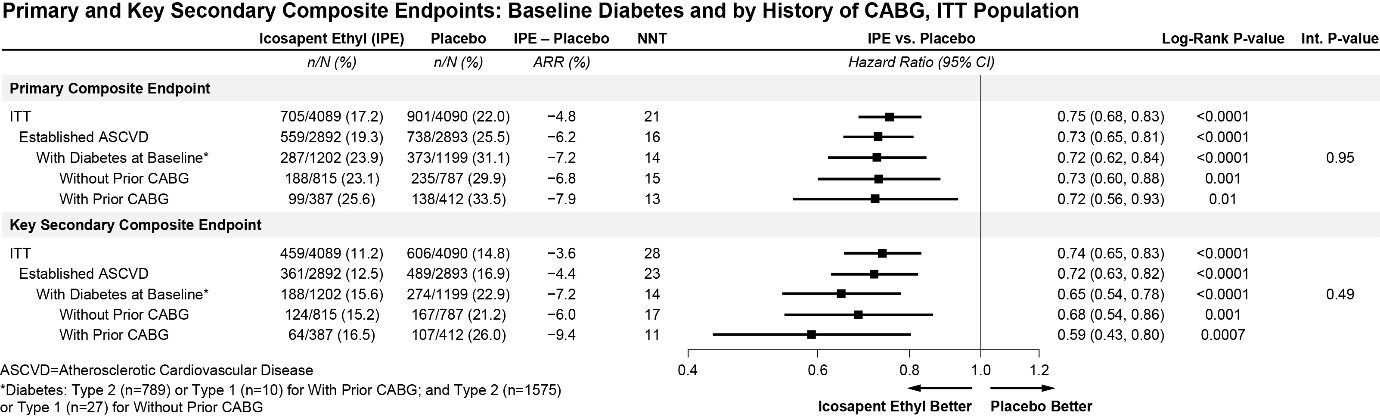 Primary and Key Secondary Composite Endpoints: Baseline Diabetes and by History of CABG, ITT Population
Icosapent Ethyl (IPE) Placebo IPE – Placebo NNT IPE vs. Placebo Log-Rank P-value Int. P-value
n/N (%) n/N (%) ARR (%) Hazard Ratio (95% CI)
Primary Composite Endpoint
ITT 705/4089 (17.2) 901/4090 (22.0) −4.8 21 0.75 (0.68, 0.83) <0.0001
Established ASCVD 559/2892 (19.3) 738/2893 (25.5) −6.2 16 0.73 (0.65, 0.81) <0.0001
With Diabetes at Baseline* 287/1202 (23.9) 373/1199 (31.1) −7.2 14 0.72 (0.62, 0.84) <0.0001 0.95
Without Prior CABG 188/815 (23.1) 235/787 (29.9) −6.8 15 0.73 (0.60, 0.88) 0.001
With Prior CABG 99/387 (25.6) 138/412 (33.5) −7.9 13 0.72 (0.56, 0.93) 0.01
Key Secondary Composite Endpoint
ITT 459/4089 (11.2) 606/4090 (14.8) −3.6 28 0.74 (0.65, 0.83) <0.0001
Established ASCVD 361/2892 (12.5) 489/2893 (16.9) −4.4 23 0.72 (0.63, 0.82) <0.0001
With Diabetes at Baseline* 188/1202 (15.6) 274/1199 (22.9) −7.2 14 0.65 (0.54, 0.78) <0.0001 0.49
Without Prior CABG 124/815 (15.2) 167/787 (21.2) −6.0 17 0.68 (0.54, 0.86) 0.001
With Prior CABG 64/387 (16.5) 107/412 (26.0) −9.4 11 0.59 (0.43, 0.80) 0.0007
0.4 0.6 0.8 1.0 1.2
Icosapent Ethyl Better Placebo Better
ASCVD=Atherosclerotic Cardiovascular Disease
*Diabetes: Type 2 (n=789) or Type 1 (n=10) for With Prior CABG; and Type 2 (n=1575)
or Type 1 (n=27) for Without Prior CABG